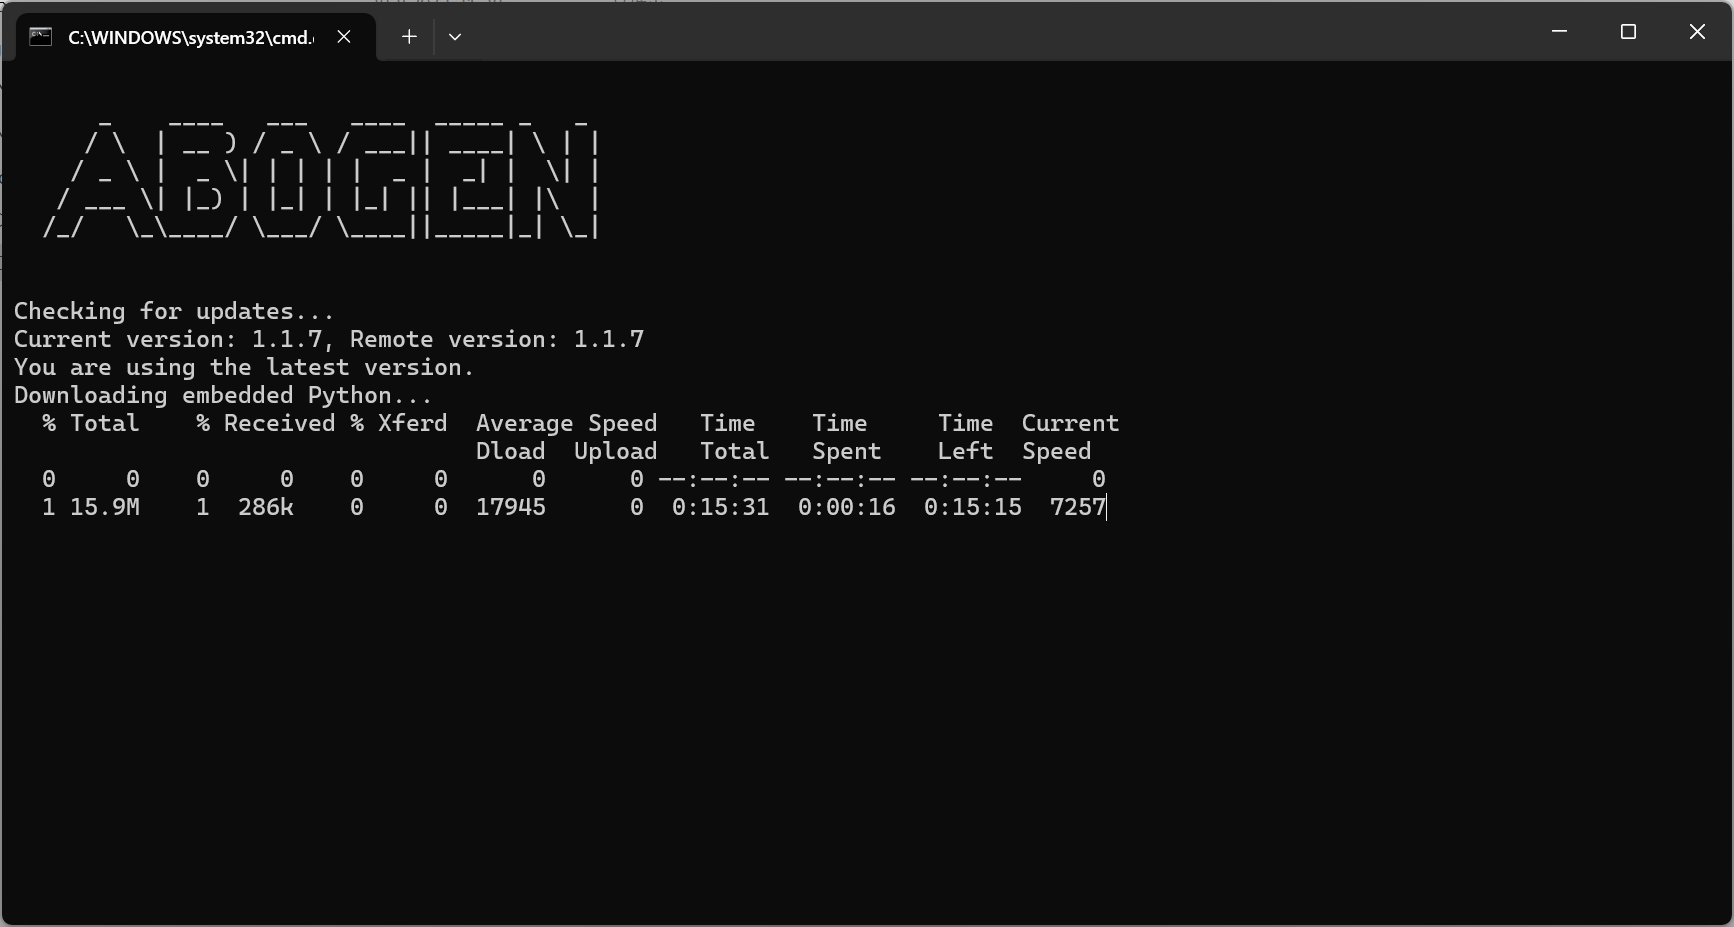 C:\WINDOWS\system32\cmd.
ABOGEN
Checking for updates...
Current version: 1.1.7, Remote version: 1.1.7
You are using the latest version.
Downloading embedded Python...
  % Total    % Received % Xferd  Average Speed   Time    Time     Time  Current
                                 Dload  Upload   Total   Spent    Left  Speed
  0     0    0     0    0     0      0      0 --:--:-- --:--:-- --:--:--     0
  1 15.9M    1  286k    0     0  17945      0  0:15:31  0:00:16  0:15:15  7257